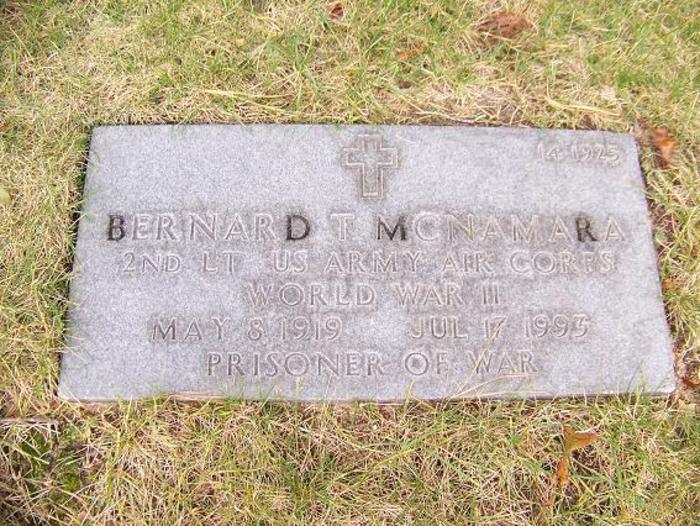 14 1925
BERNARD T MCNAMARA
2ND LT US ARMY AIR CORPS
WORLD WAR II
MAY 8 1919 JUL 17 1993
PRISONER OF WAR